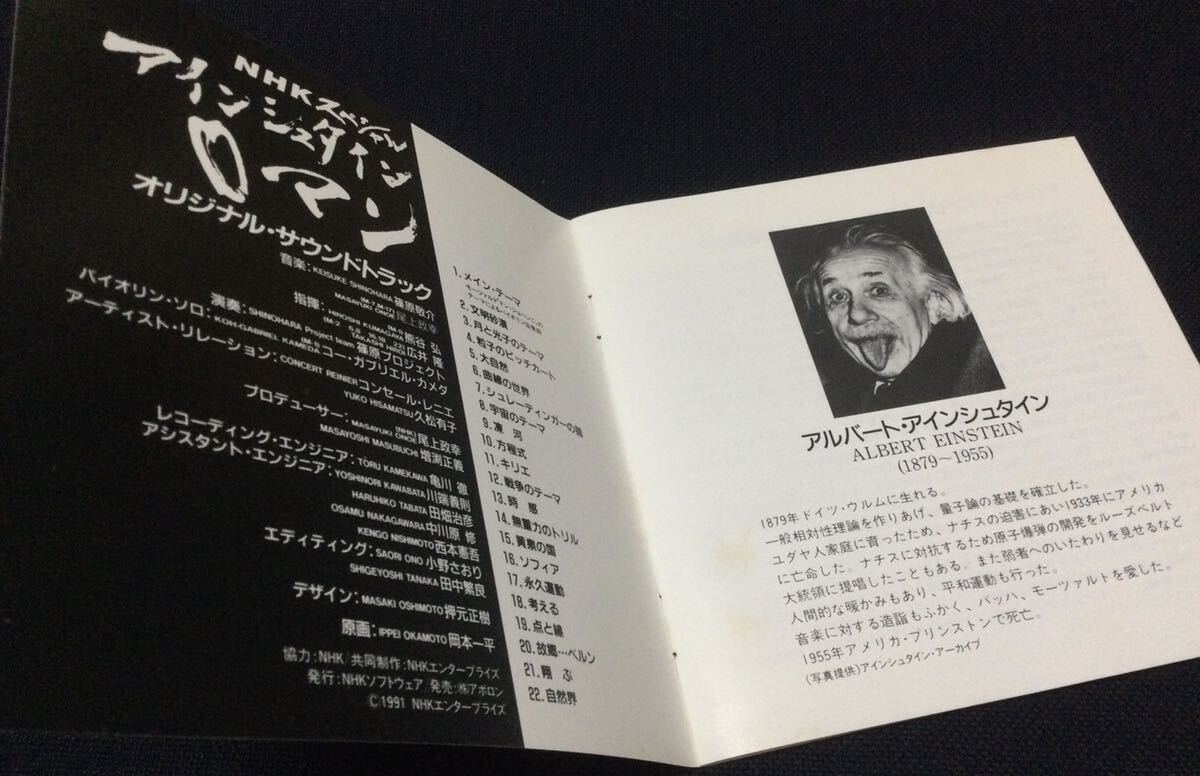 NHKスペシャル
アインシュタイン
ロマン
オリジナル・サウンドトラック
音楽：KEISUKE SHINOHARA 篠原敬介
(M-7,M-17)
指揮：MASAYUKI ONOE 尾上政幸
(M-1)
HIROSHI KUMAGAYA 熊谷 弘
TAKASHI HIROI 広井 隆
演奏：SHINOHARA Project team 篠原プロジェクト
(M-1)
バイオリン・ソロ：KOH-GABRIEL KAMEDA コー・ガブリエル・カメダ
アーティスト・リレーション：CONCERT REINIER コンセール・レニエ
YUKO HISAMATSU 久松有子
(NHK)
プロデューサー：MASAYUKI ONOE 尾上政幸
MASAYOSHI MASUBUCHI 増渕正義
レコーディング・エンジニア：TŌRU KAMEKAWA 亀川 徹
アシスタント・エンジニア：YOSHINORI KAWABATA 川端義則
HARUHIKO TABATA 田畑治彦
OSAMU NAKAGAWARA 中川原 修
KENGO NISHIMOTO 西本憲吾
エディティング：SAORI ONO 小野さおり
SHIGEYOSHI TANAKA 田中繁良
デザイン：MASAKI OSHIMOTO 押元正樹
原画：IPPEI OKAMOTO 岡本一平
協力：NHK／共同制作：NHKエンタープライズ
発行：NHKソフトウェア／発売：㈱アポロン
Ⓒ1991 NHKエンタープライズ
1. メイン・テーマ
2. 文明砂漠
3. 月と光子のテーマ
4. 粒子のピッチカート
5. 大自然
6. 曲線の世界
7. シュレーディンガーの猫
8. 宇宙のテーマ
9. 凍 河
10. 方程式
11. キリエ
12. 戦争のテーマ
13. 時 感
14. 無重力のトリル
15. 黄泉の国
16. ソフィア
17. 永久運動
18. 考える
19. 点と線
20. 故郷…ベルン
21. 翔 ぶ
22. 自然界
アルバート・アインシュタイン
ALBERT EINSTEIN
(1879〜1955)
1879年ドイツ・ウルムに生れる。
一般相対性理論を作りあげ、量子論の基礎を確立した。
ユダヤ人家庭に育ったため、ナチスの迫害にあい1933年にアメリカ
に亡命した。ナチスに対抗するため原子爆弾の開発をルーズベルト
大統領に提唱したこともある。また弱者へのいたわりを見せるなど
人間的な暖かみもあり、平和運動も行った。
音楽に対する造詣もふかく、バッハ、モーツァルトを愛した。
1955年アメリカ・プリンストンで死亡。
(写真提供)アインシュタイン・アーカイブ